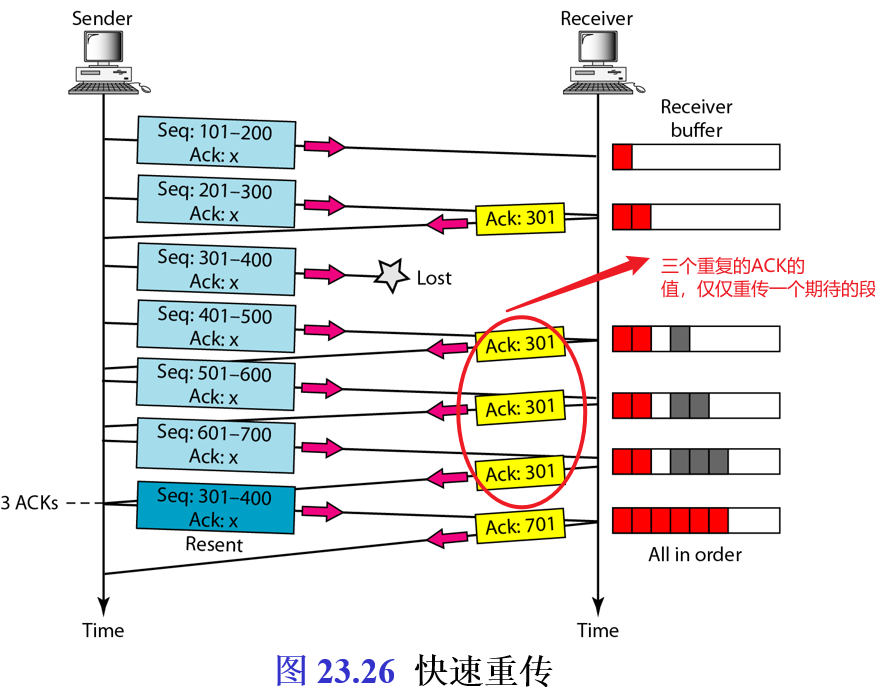 Sender
Receiver
Receiver
buffer
Seq: 101–200
Ack: x
Seq: 201–300
Ack: x
Ack: 301
Seq: 301–400
Ack: x
Lost
三个重复的ACK的
值，仅仅重传一个期待的段
Seq: 401–500
Ack: x
Ack: 301
Seq: 501–600
Ack: x
Ack: 301
Seq: 601–700
Ack: x
Ack: 301
3 ACKs
Seq: 301–400
Ack: x
Resent
Ack: 701
All in order
Time
Time
图 23.26 快速重传